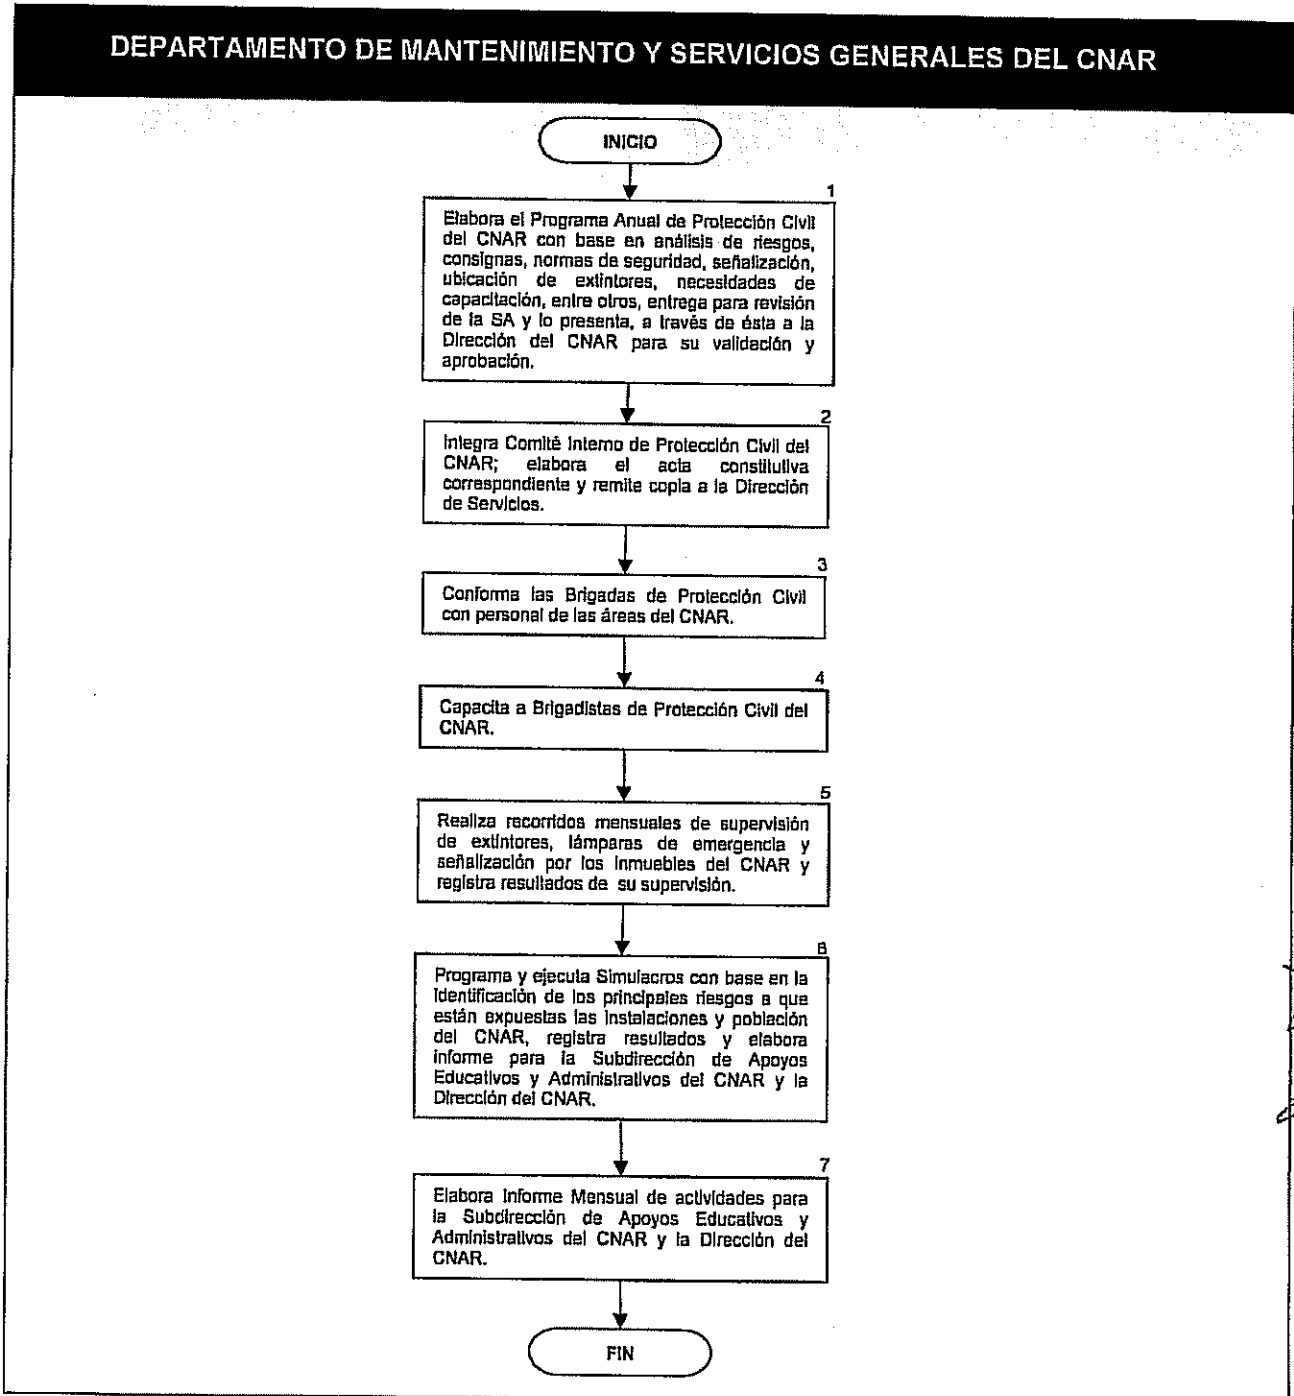 DEPARTAMENTO DE MANTENIMIENTO Y SERVICIOS GENERALES DEL CNAR
INICIO
1
Elabora el Programa Anual de Protección Civil
del CNAR con base en análisis de riesgos,
consignas, normas de seguridad, señalización,
ubicación de extintores, necesidades de
capacitación, entre otros, entrega para revisión
de la SA y lo presenta, a través de ésta a la
Dirección del CNAR para su validación y
aprobación.
2
Integra Comité Interno de Protección Civil del
CNAR; elabora el acta constitutiva
correspondiente y remite copia a la Dirección
de Servicios.
3
Conforma las Brigadas de Protección Civil
con personal de las áreas del CNAR.
4
Capacita a Brigadistas de Protección Civil del
CNAR.
5
Realiza recorridos mensuales de supervisión
de extintores, lámparas de emergencia y
señalización por los inmuebles del CNAR y
registra resultados de su supervisión.
6
Programa y ejecuta Simulacros con base en la
identificación de los principales riesgos a que
están expuestas las instalaciones y población
del CNAR, registra resultados y elabora
informe para la Subdirección de Apoyos
Educativos y Administrativos del CNAR y la
Dirección del CNAR.
7
Elabora Informe Mensual de actividades para
la Subdirección de Apoyos Educativos y
Administrativos del CNAR y la Dirección del
CNAR.
FIN